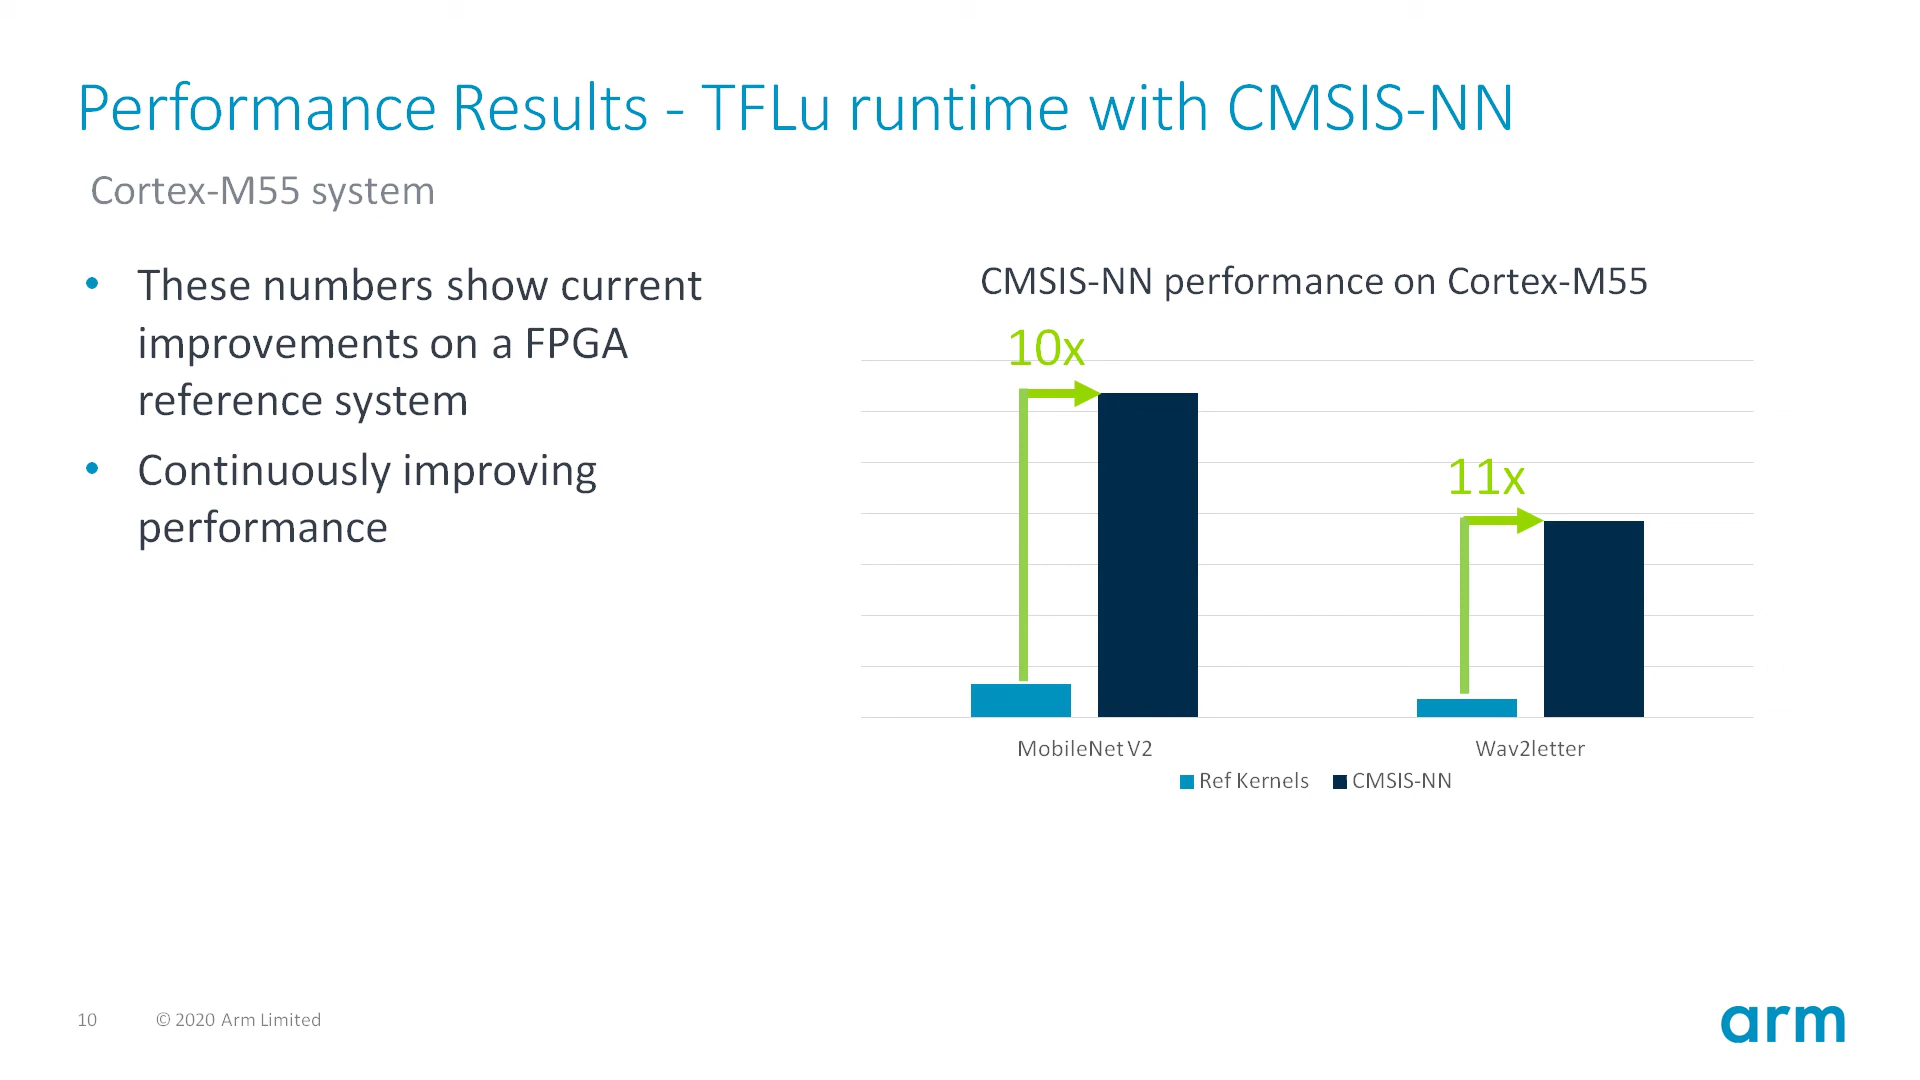 Performance Results - TFLu runtime with CMSIS-NN
Cortex-M55 system
• These numbers show current
improvements on a FPGA
reference system
• Continuously improving
performance
CMSIS-NN performance on Cortex-M55
10x
11x
MobileNet V2
Wav2letter
Ref Kernels
CMSIS-NN
10
© 2020 Arm Limited
arm